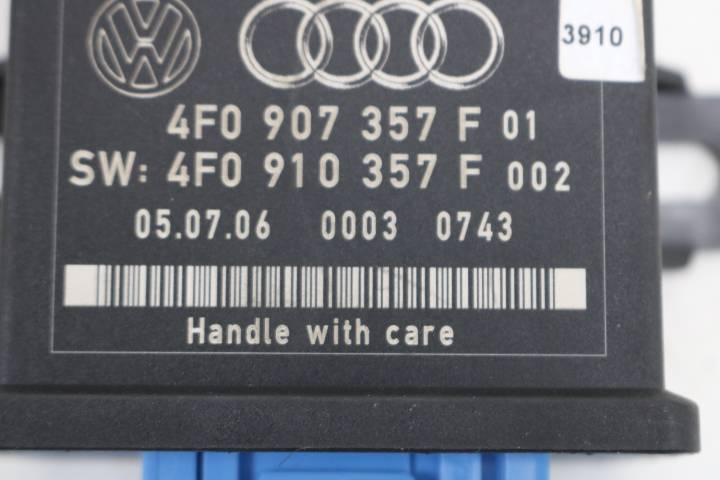 3910
4F0 907 357 F 01
SW: 4F0 910 357 F 002
05.07.06 0003 0743
Handle with care